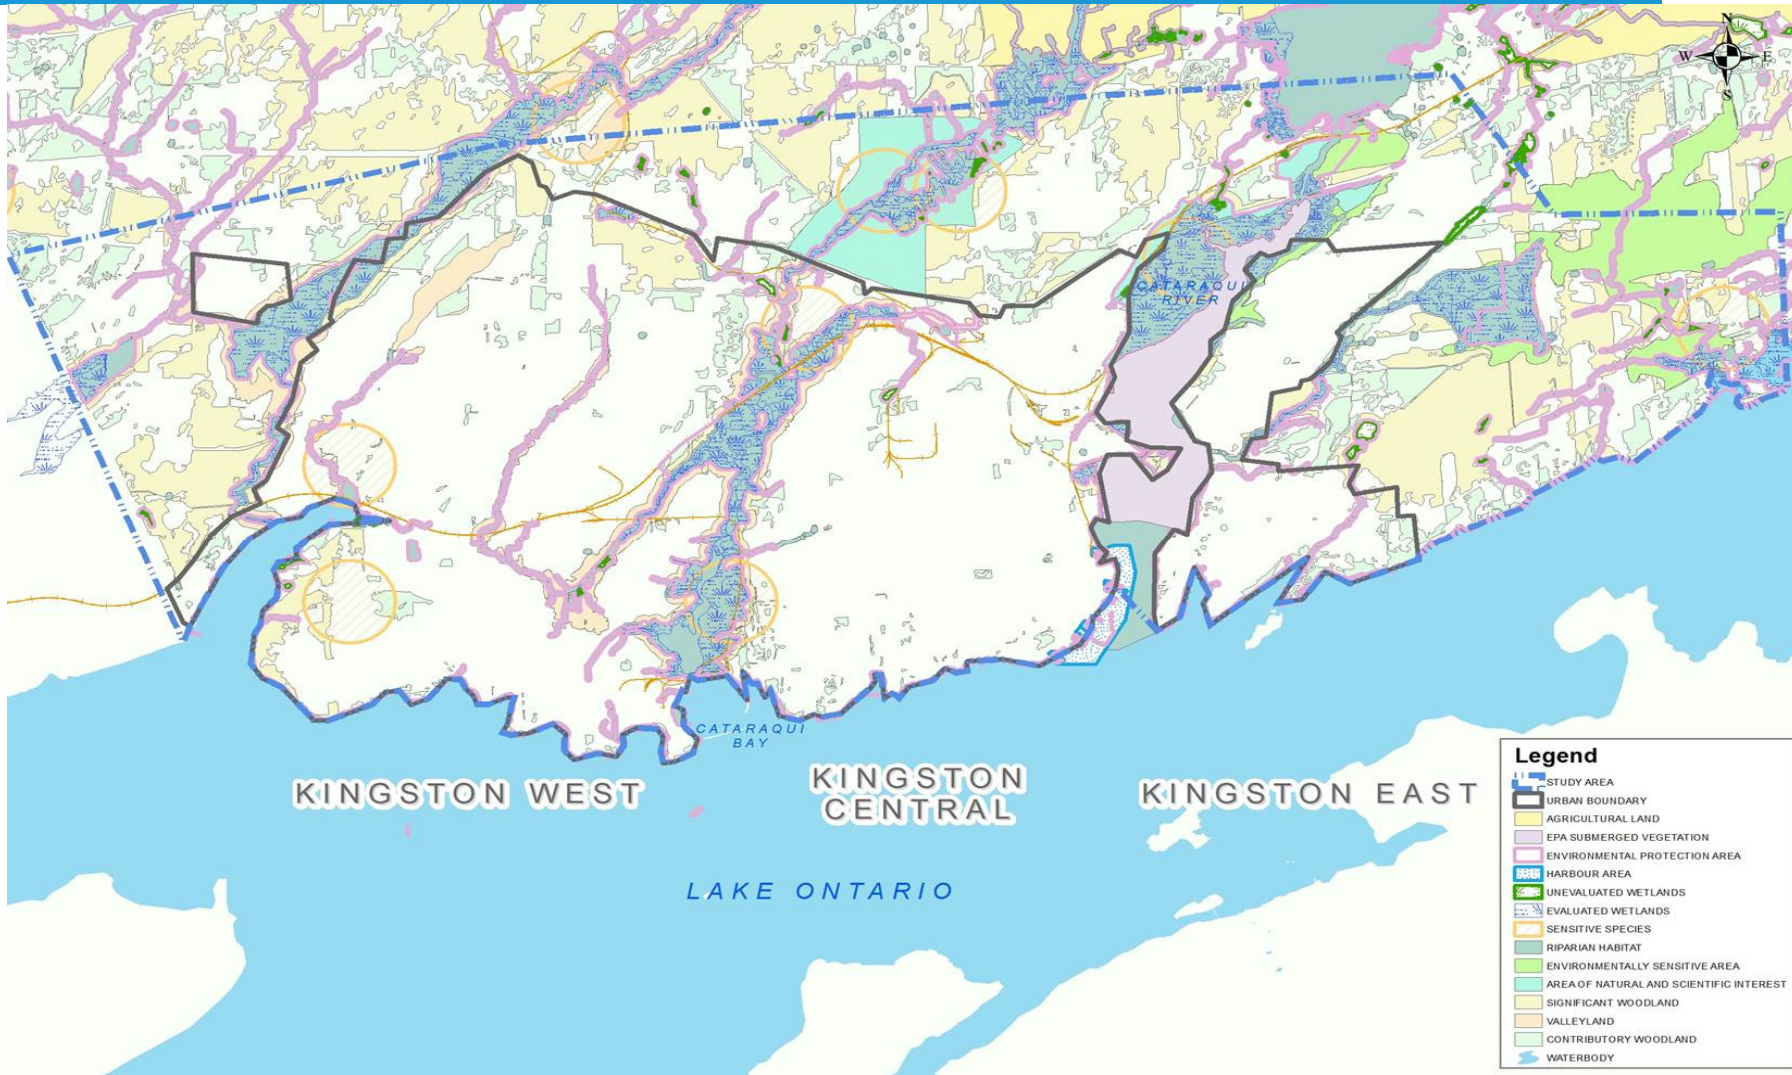 N
W E
S
CATARAQUI
RIVER
CATARAQUI
BAY
KINGSTON WEST
KINGSTON
CENTRAL
KINGSTON EAST
LAKE ONTARIO
Legend
STUDY AREA
URBAN BOUNDARY
AGRICULTURAL LAND
EPA SUBMERGED VEGETATION
ENVIRONMENTAL PROTECTION AREA
HARBOUR AREA
UNEVALUATED WETLANDS
EVALUATED WETLANDS
SENSITIVE SPECIES
RIPARIAN HABITAT
ENVIRONMENTALLY SENSITIVE AREA
AREA OF NATURAL AND SCIENTIFIC INTEREST
SIGNIFICANT WOODLAND
VALLEYLAND
CONTRIBUTORY WOODLAND
WATERBODY